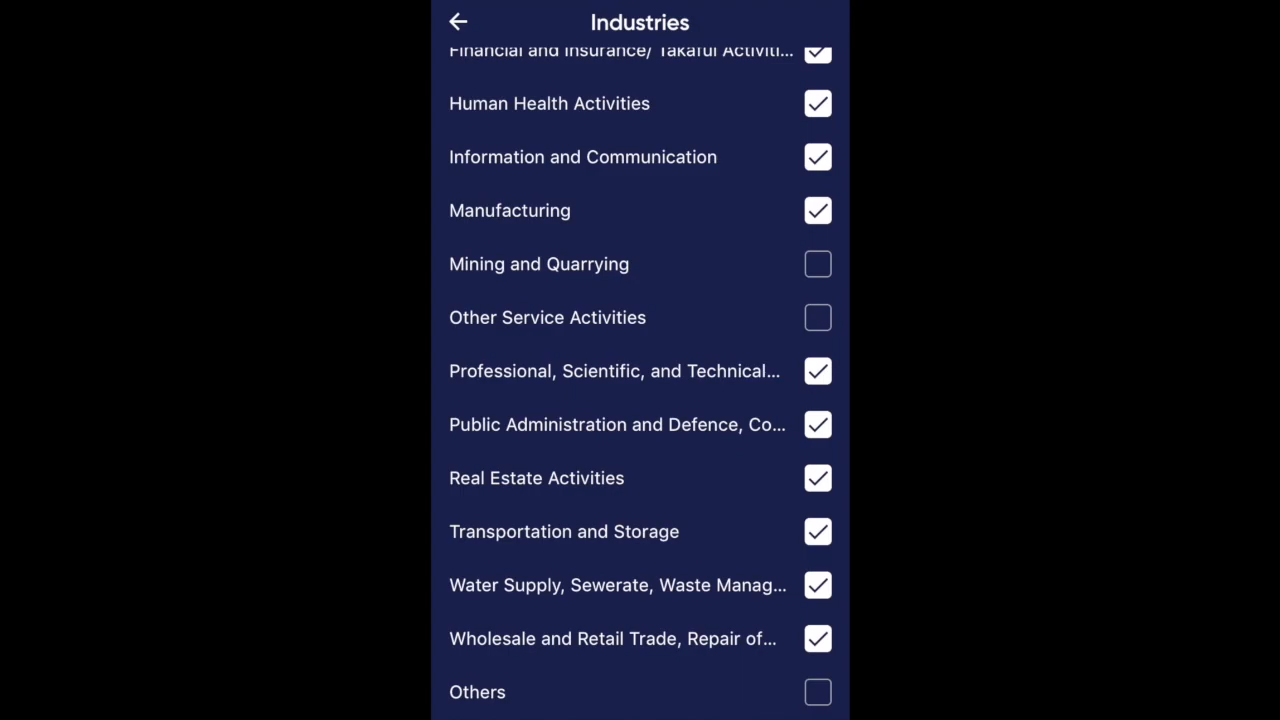 Industries
Financial and Insurance/ Takaful Activiti...
Human Health Activities
Information and Communication
Manufacturing
Mining and Quarrying
Other Service Activities
Professional, Scientific, and Technical...
Public Administration and Defence, Co...
Real Estate Activities
Transportation and Storage
Water Supply, Sewerate, Waste Manag...
Wholesale and Retail Trade, Repair of...
Others